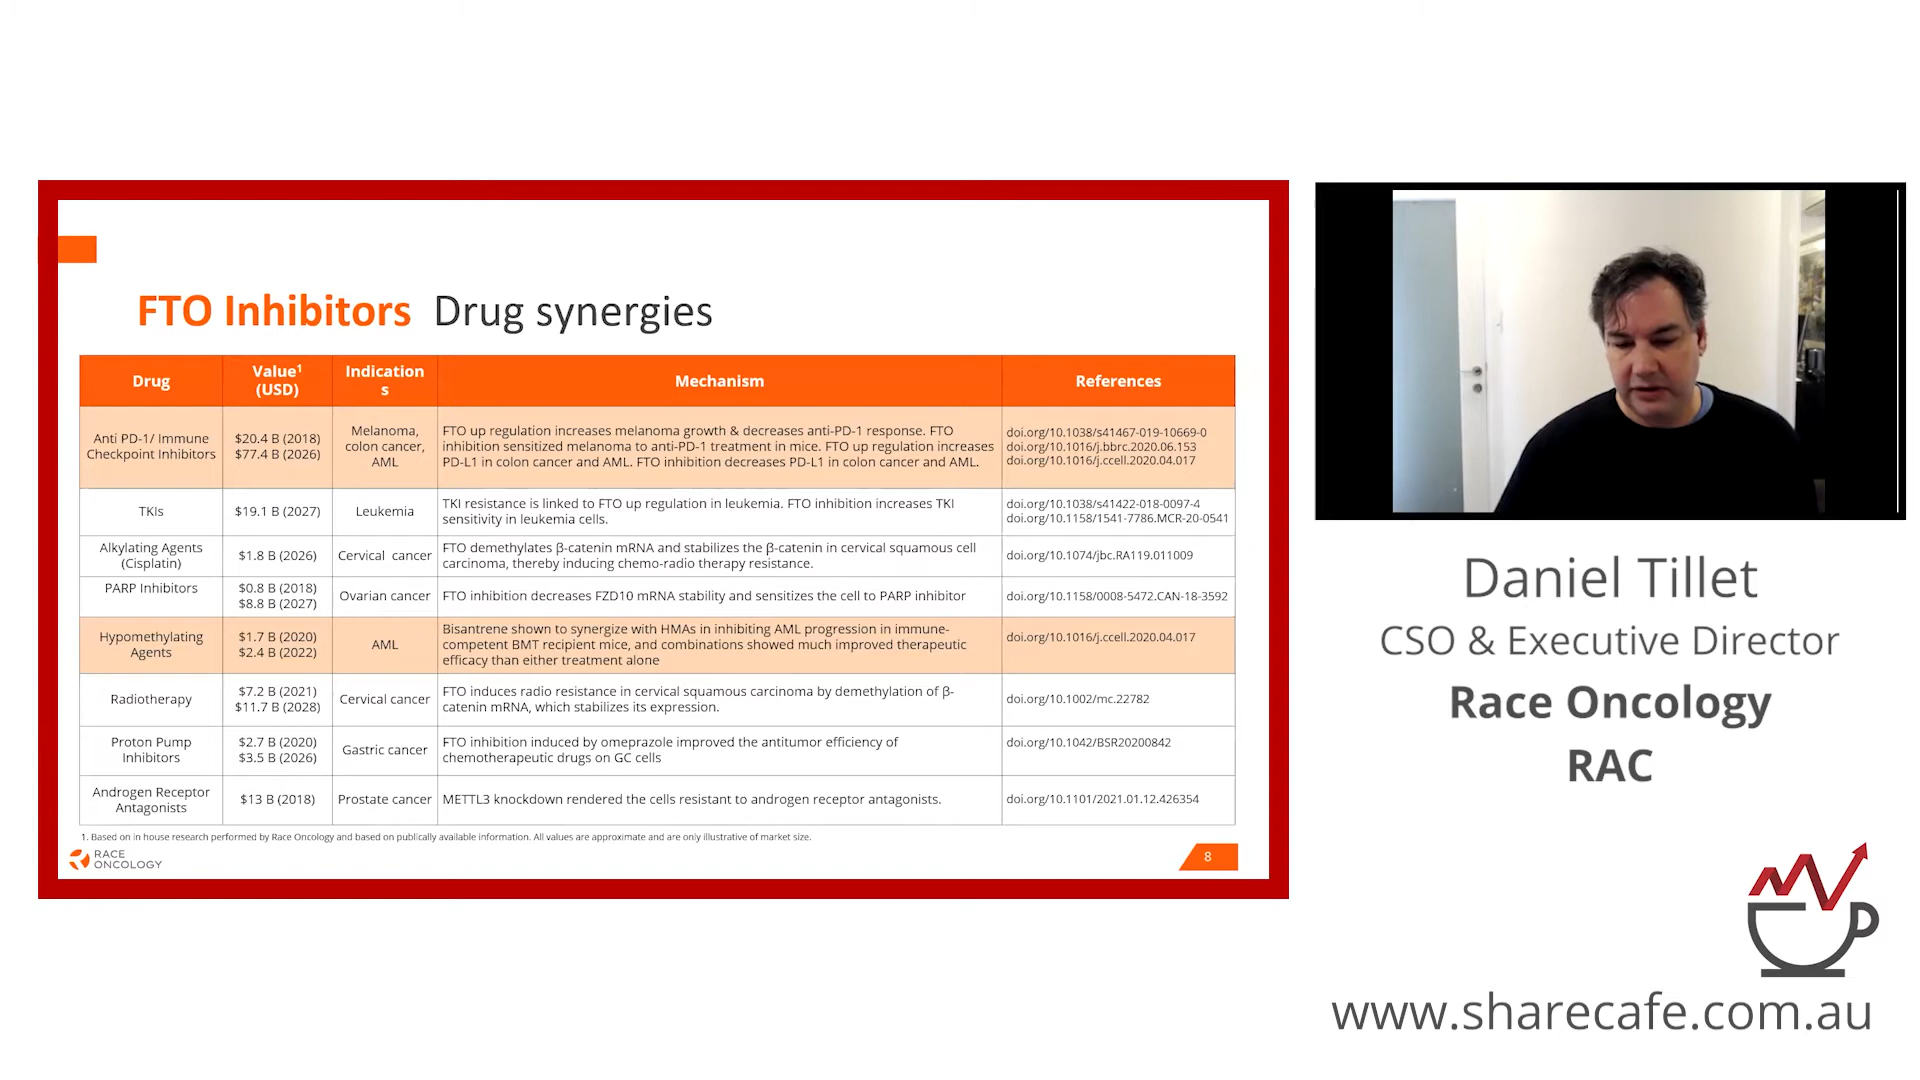 FTO Inhibitors Drug synergies
Drug
Value¹
(USD)
Indication
s
Mechanism
References
Anti PD-1/ Immune
Checkpoint Inhibitors
$20.4 B (2018)
$77.4 B (2026)
Melanoma,
colon cancer,
AML
FTO up regulation increases melanoma growth & decreases anti-PD-1 response. FTO
inhibition sensitized melanoma to anti-PD-1 treatment in mice. FTO up regulation increases
PD-L1 in colon cancer and AML. FTO inhibition decreases PD-L1 in colon cancer and AML.
doi.org/10.1038/s41467-019-10669-0
doi.org/10.1016/j.bbrc.2020.06.153
doi.org/10.1016/j.ccell.2020.04.017
TKIs
$19.1 B (2027)
Leukemia
TKI resistance is linked to FTO up regulation in leukemia. FTO inhibition increases TKI
sensitivity in leukemia cells.
doi.org/10.1038/s41422-018-0097-4
doi.org/10.1158/1541-7786.MCR-20-0541
Alkylating Agents
(Cisplatin)
$1.8 B (2026)
Cervical cancer
FTO demethylates β-catenin mRNA and stabilizes the β-catenin in cervical squamous cell
carcinoma, thereby inducing chemo-radio therapy resistance.
doi.org/10.1074/jbc.RA119.011009
PARP Inhibitors
$0.8 B (2018)
$8.8 B (2027)
Ovarian cancer
FTO inhibition decreases FZD10 mRNA stability and sensitizes the cell to PARP inhibitor
doi.org/10.1158/0008-5472.CAN-18-3592
Hypomethylating
Agents
$1.7 B (2020)
$2.4 B (2022)
AML
Bisantrene shown to synergize with HMAs in inhibiting AML progression in immune-
competent BMT recipient mice, and combinations showed much improved therapeutic
efficacy than either treatment alone
doi.org/10.1016/j.ccell.2020.04.017
Radiotherapy
$7.2 B (2021)
$11.7 B (2028)
Cervical cancer
FTO induces radio resistance in cervical squamous carcinoma by demethylation of β-
catenin mRNA, which stabilizes its expression.
doi.org/10.1002/mc.22782
Proton Pump
Inhibitors
$2.7 B (2020)
$3.5 B (2026)
Gastric cancer
FTO inhibition induced by omeprazole improved the antitumor efficiency of
chemotherapeutic drugs on GC cells
doi.org/10.1042/BSR20200842
Androgen Receptor
Antagonists
$13 B (2018)
Prostate cancer
METTL3 knockdown rendered the cells resistant to androgen receptor antagonists.
doi.org/10.1101/2021.01.12.426354
1. Based on in house research performed by Race Oncology and based on publically available information. All values are approximate and are only illustrative of market size.
RACE
ONCOLOGY
8
Daniel Tillet
CSO & Executive Director
Race Oncology
RAC
www.sharecafe.com.au